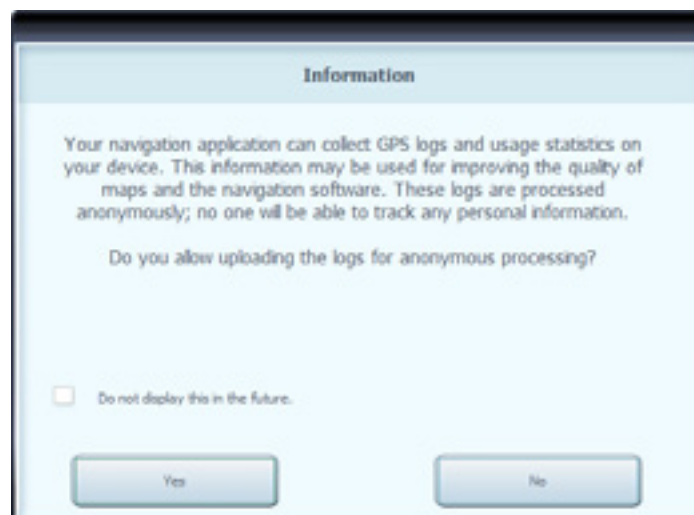 Information
Your navigation application can collect GPS logs and usage statistics on
your device. This information may be used for improving the quality of
maps and the navigation software. These logs are processed
anonymously; no one will be able to track any personal information.
Do you allow uploading the logs for anonymous processing?
Do not display this in the future.
Yes
No